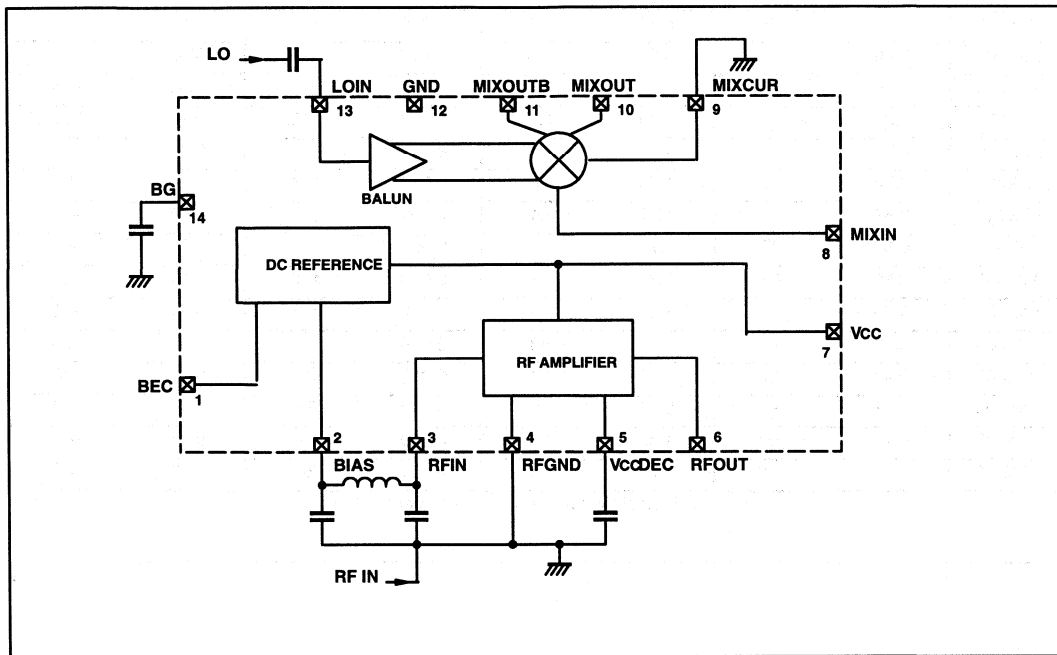 LO
LOIN GND MIXOUTB MIXOUT MIXCUR
13 12 11 10 9
BALUN
BG
14
MIXIN
8
DC REFERENCE
RF AMPLIFIER
VCC
7
BEC
1
2 3 4 5 6
BIAS RFIN RFGND VCCDEC RFOUT
RF IN